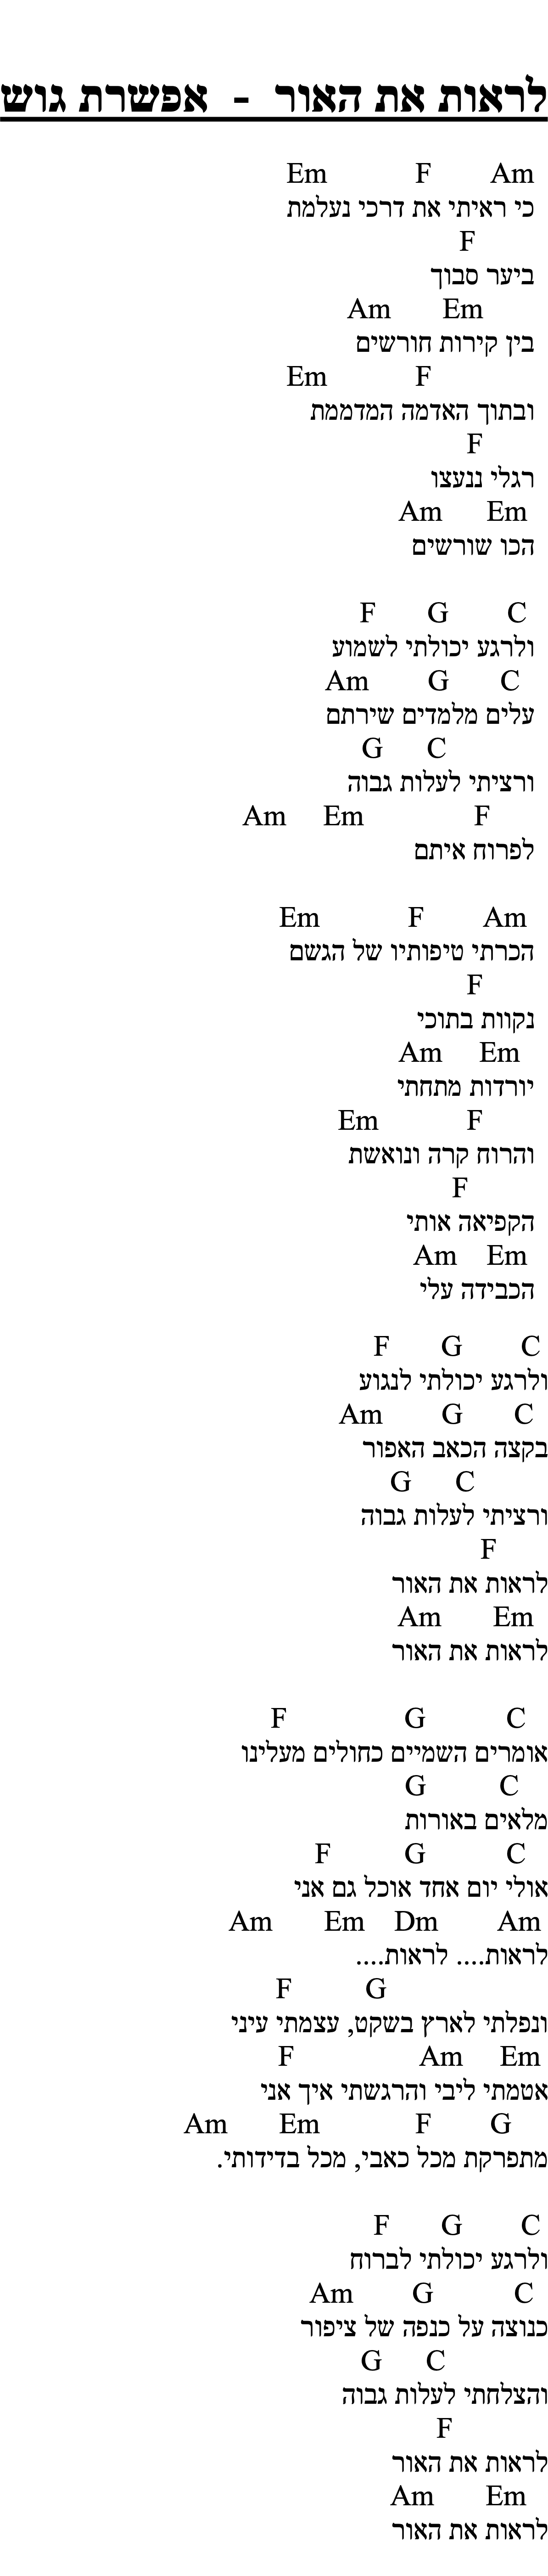 לראות את האור - אפשרת גוש
Em F Am
כי ראיתי את דרכי נעלמת
F
ביער סבוך
Am Em
בין קירות חורשים
Em F
ובתוך האדמה המדממת
F
רגלי ננעצו
Am Em
הכו שורשים
F G C
ולרגע יכולתי לשמוע
Am G C
עלים מלמדים שירתם
G C
ורציתי לעלות גבוה
Am Em F
לפרוח איתם
Em F Am
הכרתי טיפותיו של הגשם
F
נקוות בתוכי
Am Em
יורדות מתחתי
Em F
והרוח קרה ונואשת
F
הקפיאה אותי
Am Em
הכבידה עלי
F G C
ולרגע יכולתי לנגוע
Am G C
בקצה הכאב האפור
G C
ורציתי לעלות גבוה
F
לראות את האור
Am Em
לראות את האור
F G C
אומרים השמיים כחולים מעלינו
G C
מלאים באורות
F G C
אולי יום אחד אוכל גם אני
Am Em Dm Am
לראות.... לראות....
F G
ונפלתי לארץ בשקט, עצמתי עיני
F Am Em
אטמתי ליבי והרגשתי איך אני
Am Em F G
מתפרקת מכל כאבי, מכל בדידותי.
F G C
ולרגע יכולתי לברוח
Am G C
כנוצה על כנפה של ציפור
G C
והצלחתי לעלות גבוה
F
לראות את האור
Am Em
לראות את האור